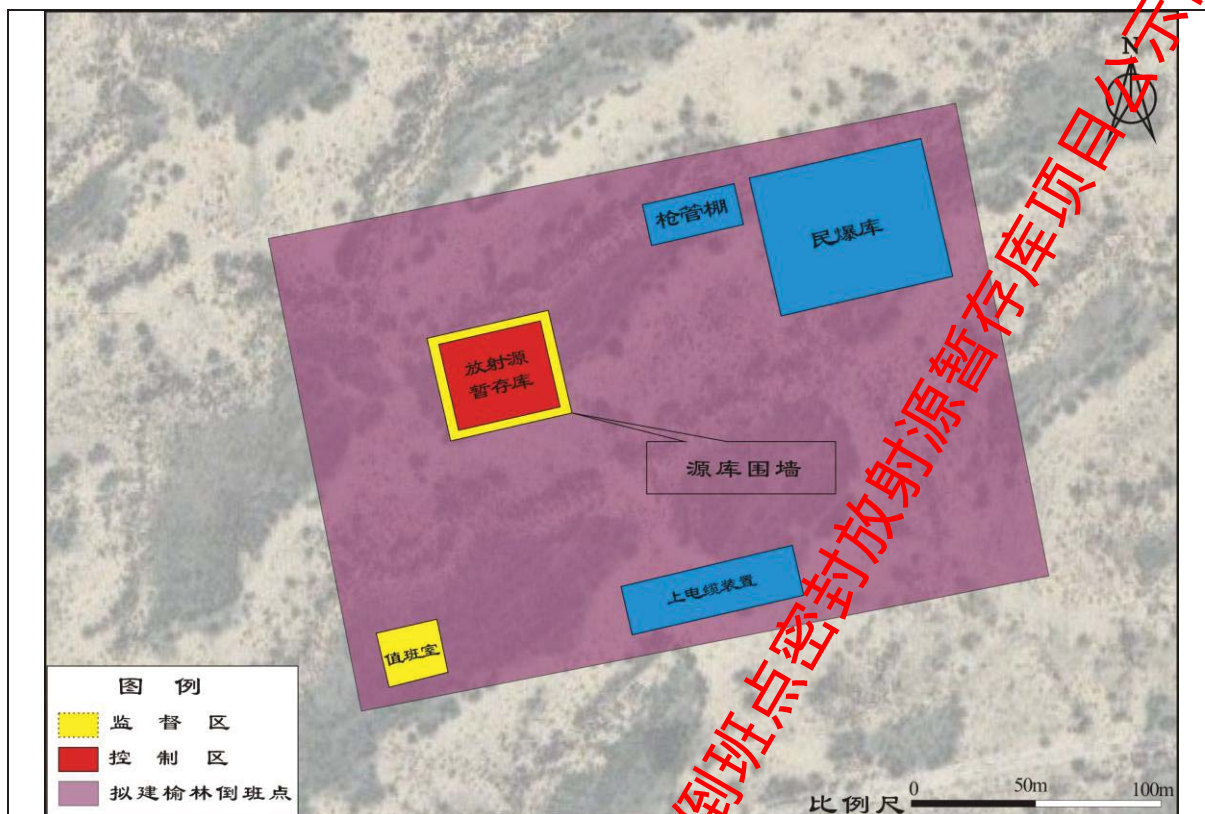 N
枪管棚
民爆库
放射源
暂存库
源库围墙
上电缆装置
值班室
图 例
监 督 区
控 制 区
拟建榆林倒班点
比例尺
0 50m 100m
倒班点密封放射源暂存库项目公示